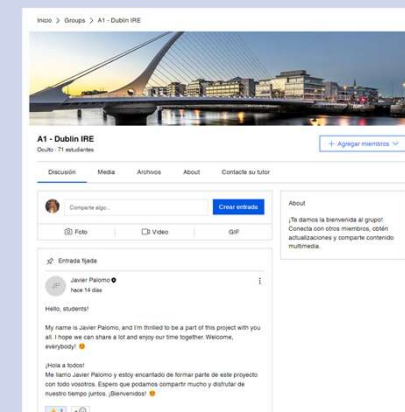 Inicio > Groups > A1 - Dublin IRE
A1 - Dublin IRE
Oculto · 71 estudiantes
+ Agregar miembros
Discusión Media Archivos About Contacte su tutor
Comparte algo...
Crear entrada
Foto Video GIF
About
¡Te damos la bienvenida al grupo!
Conecta con otros miembros, obtén
actualizaciones y comparte contenido
multimedia.
Entrada fijada
JP
Javier Palomo
hace 14 días
Hello, students!
My name is Javier Palomo, and I'm thrilled to be a part of this project with you
all. I hope we can share a lot and enjoy our time together. Welcome,
everybody! 😊
¡Hola a todos!
Me llamo Javier Palomo y estoy encantado de formar parte de este proyecto
con todo vosotros. Espero que podamos compartir mucho y disfrutar de
nuestro tiempo juntos. ¡Bienvenidos! 😊